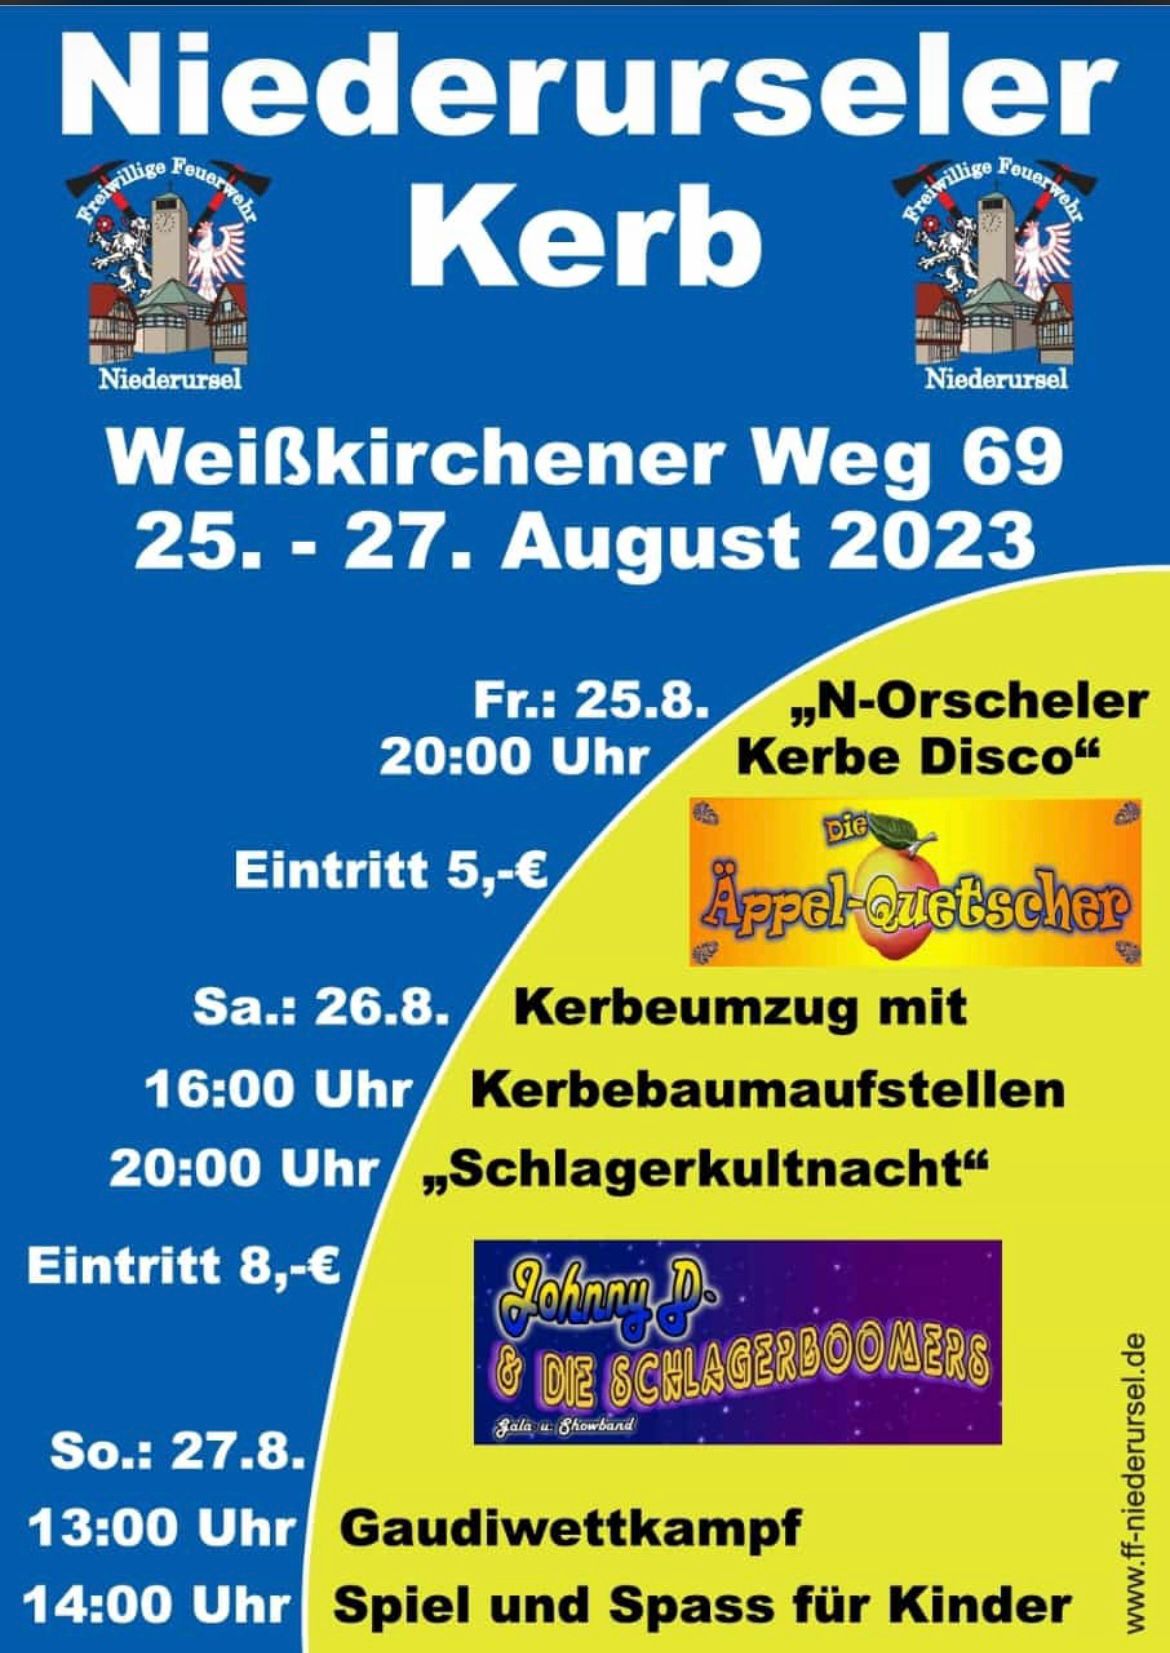 Niederurseler
Kerb
Freiwillige Feuerwehr
Niederursel
Freiwillige Feuerwehr
Niederursel
Weißkirchener Weg 69
25. - 27. August 2023
Fr.: 25.8. „N-Orscheler
20:00 Uhr Kerbe Disco“
Die
Äppel-Quetscher
Eintritt 5,-€
Sa.: 26.8. Kerbeumzug mit
16:00 Uhr Kerbebaumaufstellen
20:00 Uhr „Schlagerkultnacht“
Eintritt 8,-€
Johnny D.
& DIE SCHLAGERBOOMERS
Gala u. Showband
So.: 27.8.
13:00 Uhr Gaudiwettkampf
14:00 Uhr Spiel und Spass für Kinder
www.ff-niederursel.de